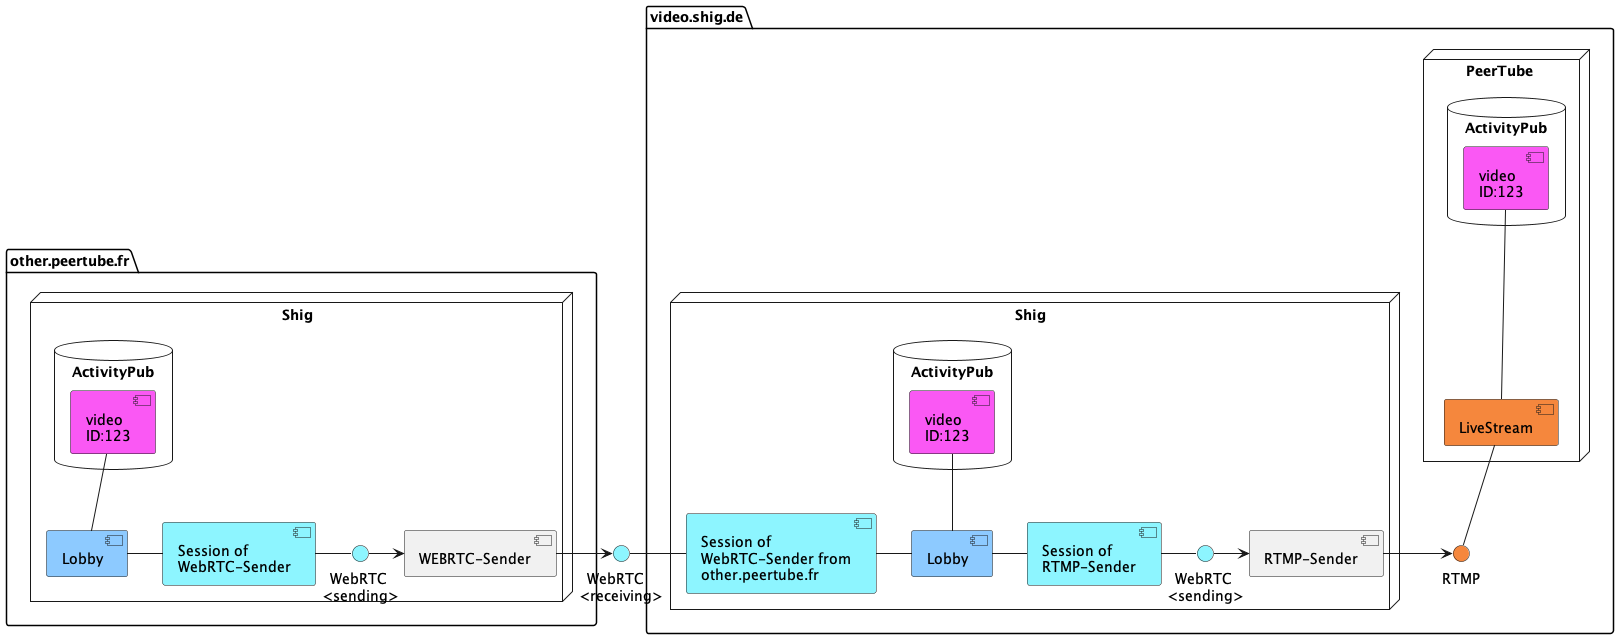 video.shig.de
PeerTube
ActivityPub
video
ID:123
LiveStream
other.peertube.fr
Shig
ActivityPub
video
ID:123
Lobby
Session of
WebRTC-Sender
WebRTC
<sending>
WEBRTC-Sender
WebRTC
<receiving>
Shig
ActivityPub
video
ID:123
Session of
WebRTC-Sender from
other.peertube.fr
Lobby
Session of
RTMP-Sender
WebRTC
<sending>
RTMP-Sender
RTMP